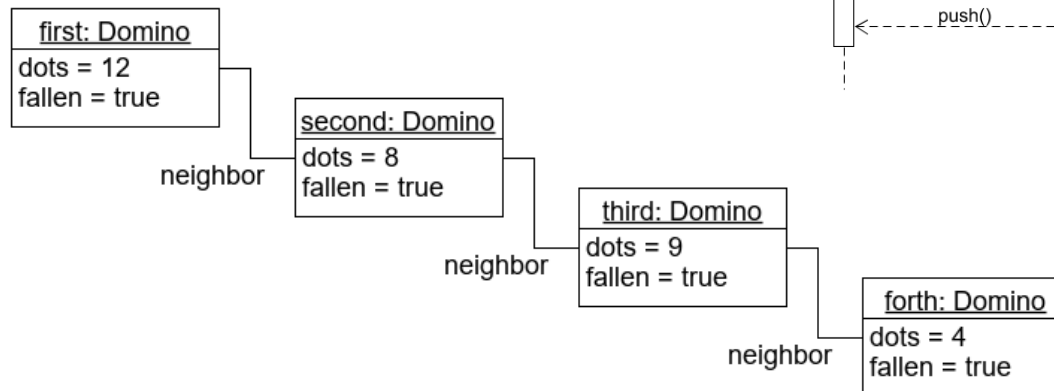 push()
first: Domino
dots = 12
fallen = true
neighbor
second: Domino
dots = 8
fallen = true
neighbor
third: Domino
dots = 9
fallen = true
neighbor
forth: Domino
dots = 4
fallen = true